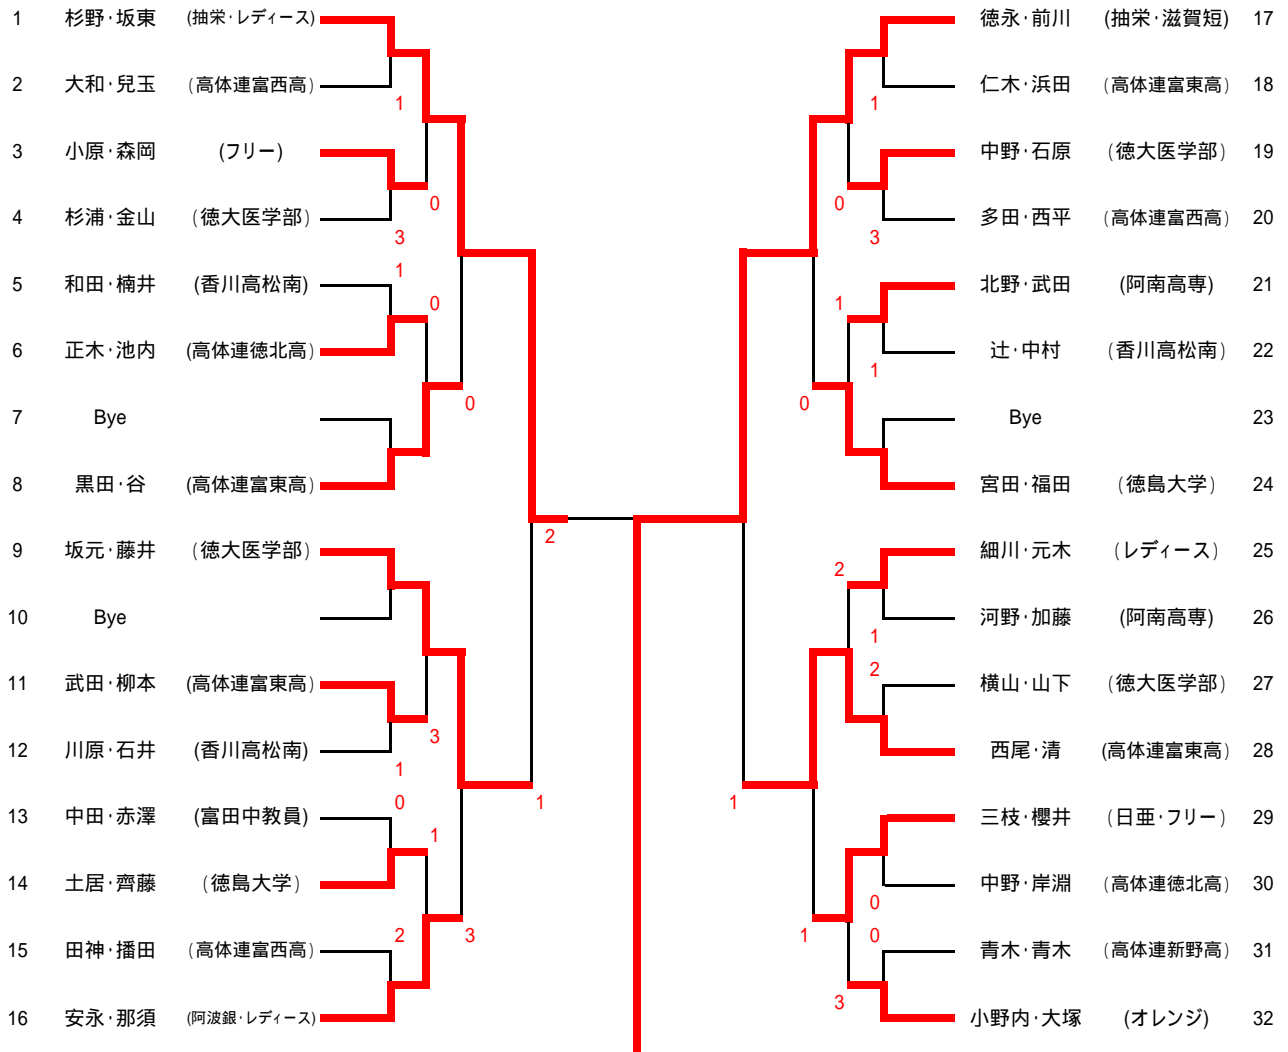 1 杉野・坂東 (抽栄・レディース)
2 大和・兒玉 (高体連富西高)
1
3 小原・森岡 (フリー)
0
4 杉浦・金山 (徳大医学部)
3
1
5 和田・楠井 (香川高松南)
0
6 正木・池内 (高体連徳北高)
0
7 Bye
8 黒田・谷 (高体連富東高)
2
9 坂元・藤井 (徳大医学部)
10 Bye
11 武田・柳本 (高体連富東高)
3
12 川原・石井 (香川高松南)
1
0
1
13 中田・赤澤 (富田中教員)
1
14 土居・齊藤 (徳島大学)
2
3
15 田神・播田 (高体連富西高)
16 安永・那須 (阿波銀・レディース)
徳永・前川 (抽栄・滋賀短) 17
仁木・浜田 (高体連富東高) 18
1
中野・石原 (徳大医学部) 19
0
多田・西平 (高体連富西高) 20
3
北野・武田 (阿南高専) 21
1
辻・中村 (香川高松南) 22
1
0
Bye 23
宮田・福田 (徳島大学) 24
細川・元木 (レディース) 25
2
河野・加藤 (阿南高専) 26
1
2
横山・山下 (徳大医学部) 27
西尾・清 (高体連富東高) 28
1
三枝・櫻井 (日亜・フリー) 29
中野・岸淵 (高体連徳北高) 30
0
1
0
青木・青木 (高体連新野高) 31
3
小野内・大塚 (オレンジ) 32